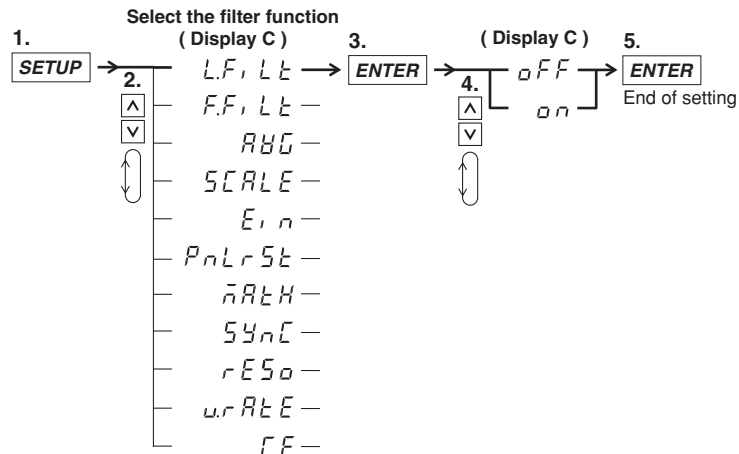 Select the filter function
1. ( Display C ) 3. ( Display C ) 5.
SETUP L.FiLt ENTER oFF ENTER
2. 4. End of setting
F.FiLt on
AVG
SCALE
Ein
PnLrSt
MAtH
SYnC
rESo
u.rAtE
CF